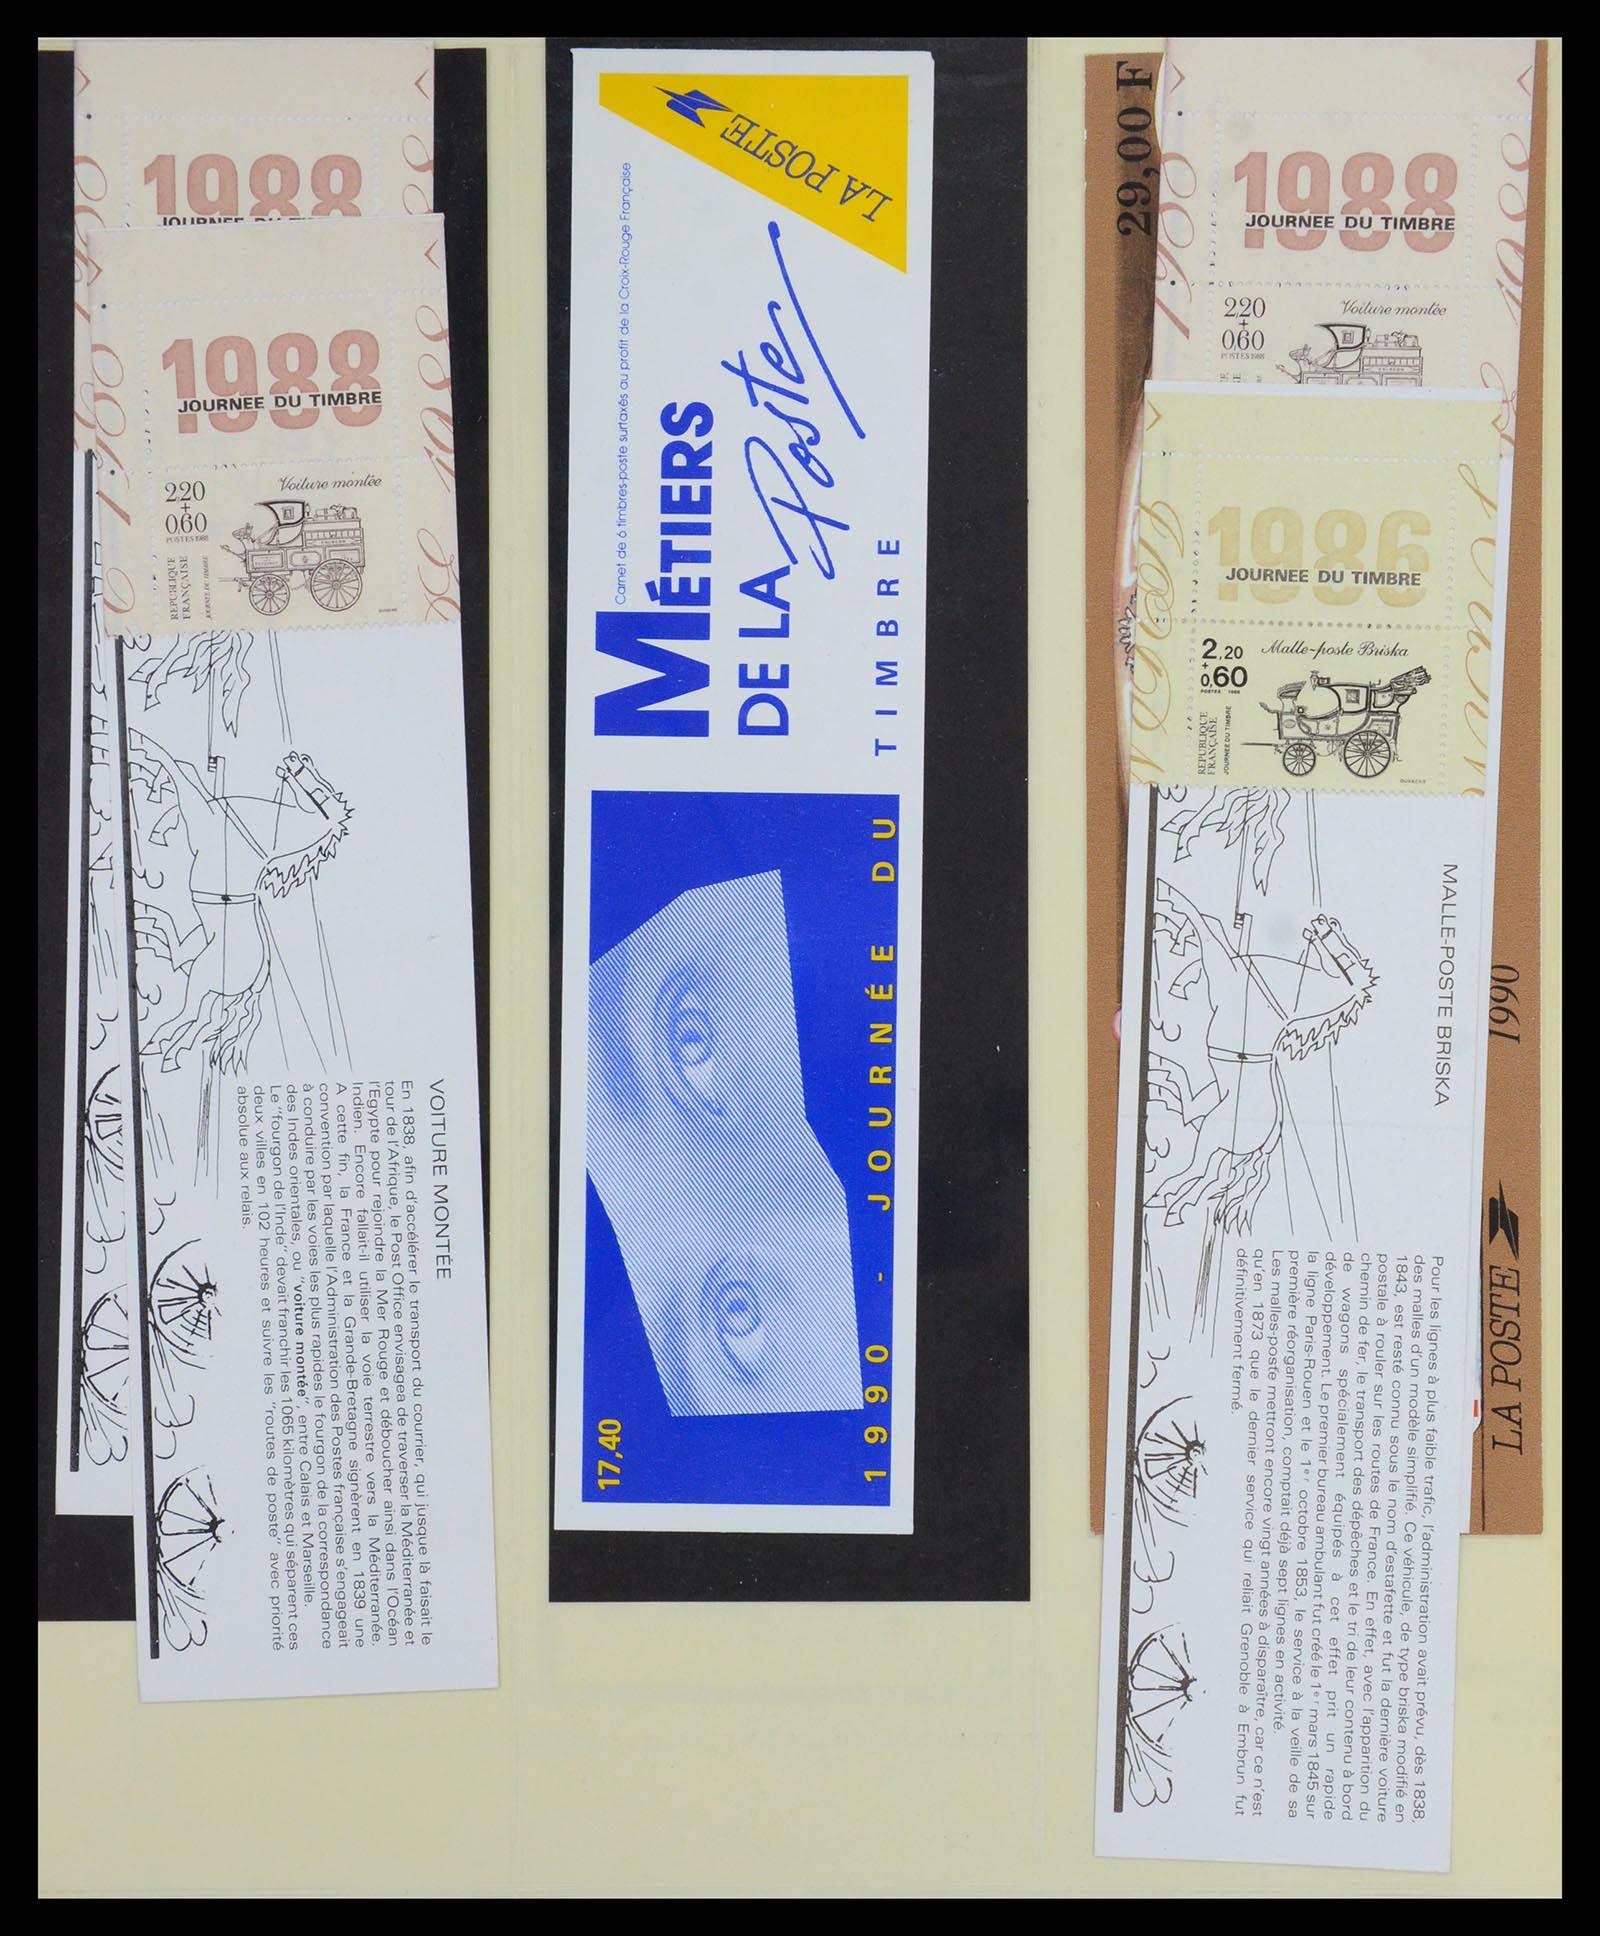 1988
JOURNEE DU TIMBRE
1988
JOURNEE DU TIMBRE
2,20
+
0,60
POSTES 1988
Voiture montée
REPUBLIQUE
FRANÇAISE
JOURNÉE DU TIMBRE
VOITURE MONTÉE
En 1838, afin d'accélérer le transport du courrier, qui jusque là faisait le
tour de l'Afrique, le Post Office envisagea de traverser la Méditerranée et
l'Egypte pour rejoindre la Mer Rouge et déboucher ainsi dans l'Océan
Indien. Encore fallait-il utiliser la voie terrestre vers la Méditerranée.
A cette fin, la France et la Grande-Bretagne signèrent en 1839 une
convention par laquelle l'Administration des Postes française s'engageait
à conduire par les voies les plus rapides le fourgon de la correspondance
des Indes orientales, ou "voiture montée", entre Calais et Marseille.
Le "fourgon de l'Inde" devait franchir les 1065 kilomètres qui séparent ces
deux villes en 102 heures et suivre les "routes de poste" avec priorité
absolue aux relais.
LA POSTE
Carnet de 6 timbres-poste surtaxés au profit de la Croix-Rouge Française
MÉTIERS
DE LA Poste
1990 - JOURNÉE DU TIMBRE
17,40
29,00 F
1988
JOURNEE DU TIMBRE
2,20
+
0,60
POSTES 1988
Voiture montée
1986
JOURNEE DU TIMBRE
2,20
+
0,60
POSTES 1986
Malle-poste Briska
REPUBLIQUE
FRANÇAISE
JOURNÉE DU TIMBRE
MALLE-POSTE BRISKA
Pour les lignes à plus faible trafic, l'administration avait prévu, dès 1838,
des malles d'un modèle simplifié. Ce véhicule, de type briska modifié en
1843, est resté connu sous le nom d'estafette et fut la dernière voiture
postale à rouler sur les routes de France. En effet, avec l'apparition du
chemin de fer, le transport des dépêches et le tri de leur contenu à bord
de wagons spécialement équipés à cet effet prit un rapide
développement. Le premier bureau ambulant fut créé le 1er mars 1845 sur
la ligne Paris-Rouen et le 1er octobre 1853, le service à la veille de sa
première réorganisation, comptait déjà sept lignes en activité.
Les malles-poste mettront encore vingt années à disparaître, car ce n'est
qu'en 1873 que le dernier service qui reliait Grenoble à Embrun fut
définitivement fermé.
1990
LA POSTE